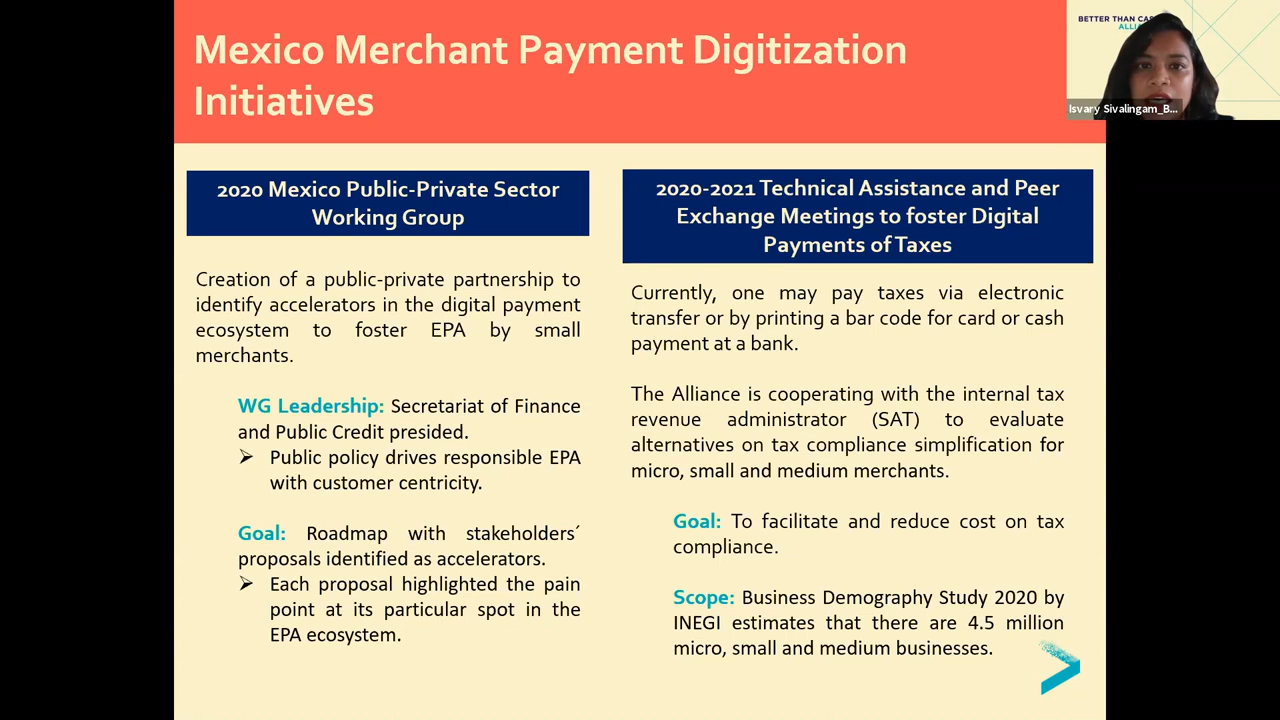 Mexico Merchant Payment Digitization
Initiatives
BETTER THAN
Isvary Sivalingam_B...
2020 Mexico Public-Private Sector
Working Group
Creation of a public-private partnership to
identify accelerators in the digital payment
ecosystem to foster EPA by small
merchants.
WG Leadership: Secretariat of Finance
and Public Credit presided.
➢ Public policy drives responsible EPA
with customer centricity.
Goal: Roadmap with stakeholders´
proposals identified as accelerators.
➢ Each proposal highlighted the pain
point at its particular spot in the
EPA ecosystem.
2020-2021 Technical Assistance and Peer
Exchange Meetings to foster Digital
Payments of Taxes
Currently, one may pay taxes via electronic
transfer or by printing a bar code for card or cash
payment at a bank.
The Alliance is cooperating with the internal tax
revenue administrator (SAT) to evaluate
alternatives on tax compliance simplification for
micro, small and medium merchants.
Goal: To facilitate and reduce cost on tax
compliance.
Scope: Business Demography Study 2020 by
INEGI estimates that there are 4.5 million
micro, small and medium businesses.